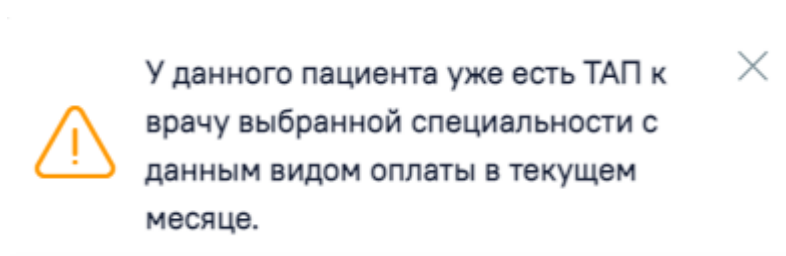 У данного пациента уже есть ТАП к
врачу выбранной специальности с
данным видом оплаты в текущем
месяце.